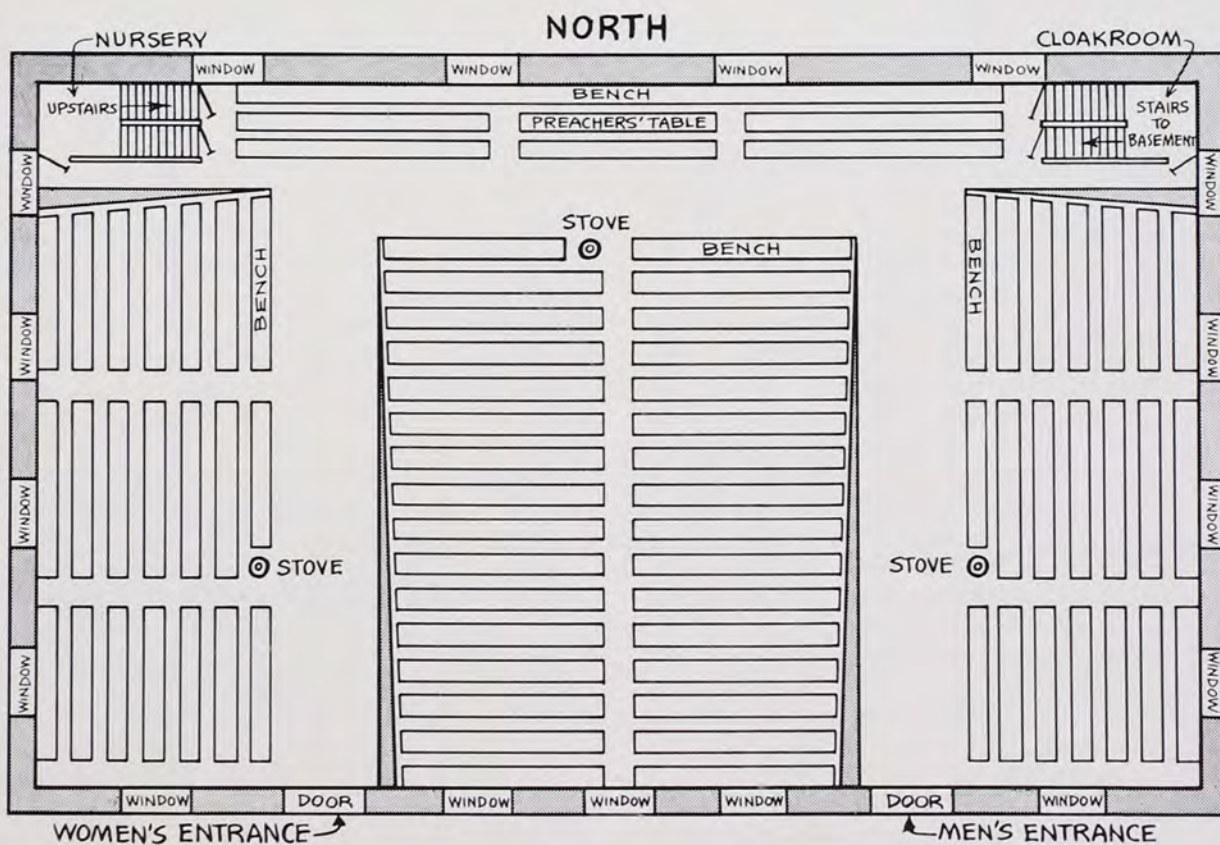 NORTH
NURSERY
CLOAKROOM
WINDOW
WINDOW
WINDOW
WINDOW
UPSTAIRS
BENCH
PREACHERS' TABLE
STAIRS
TO
BASEMENT
WINDOW
WINDOW
STOVE
BENCH
BENCH
BENCH
WINDOW
WINDOW
WINDOW
WINDOW
STOVE
STOVE
WINDOW
WINDOW
WINDOW
DOOR
WINDOW
WINDOW
WINDOW
DOOR
WINDOW
WOMEN'S ENTRANCE
MEN'S ENTRANCE